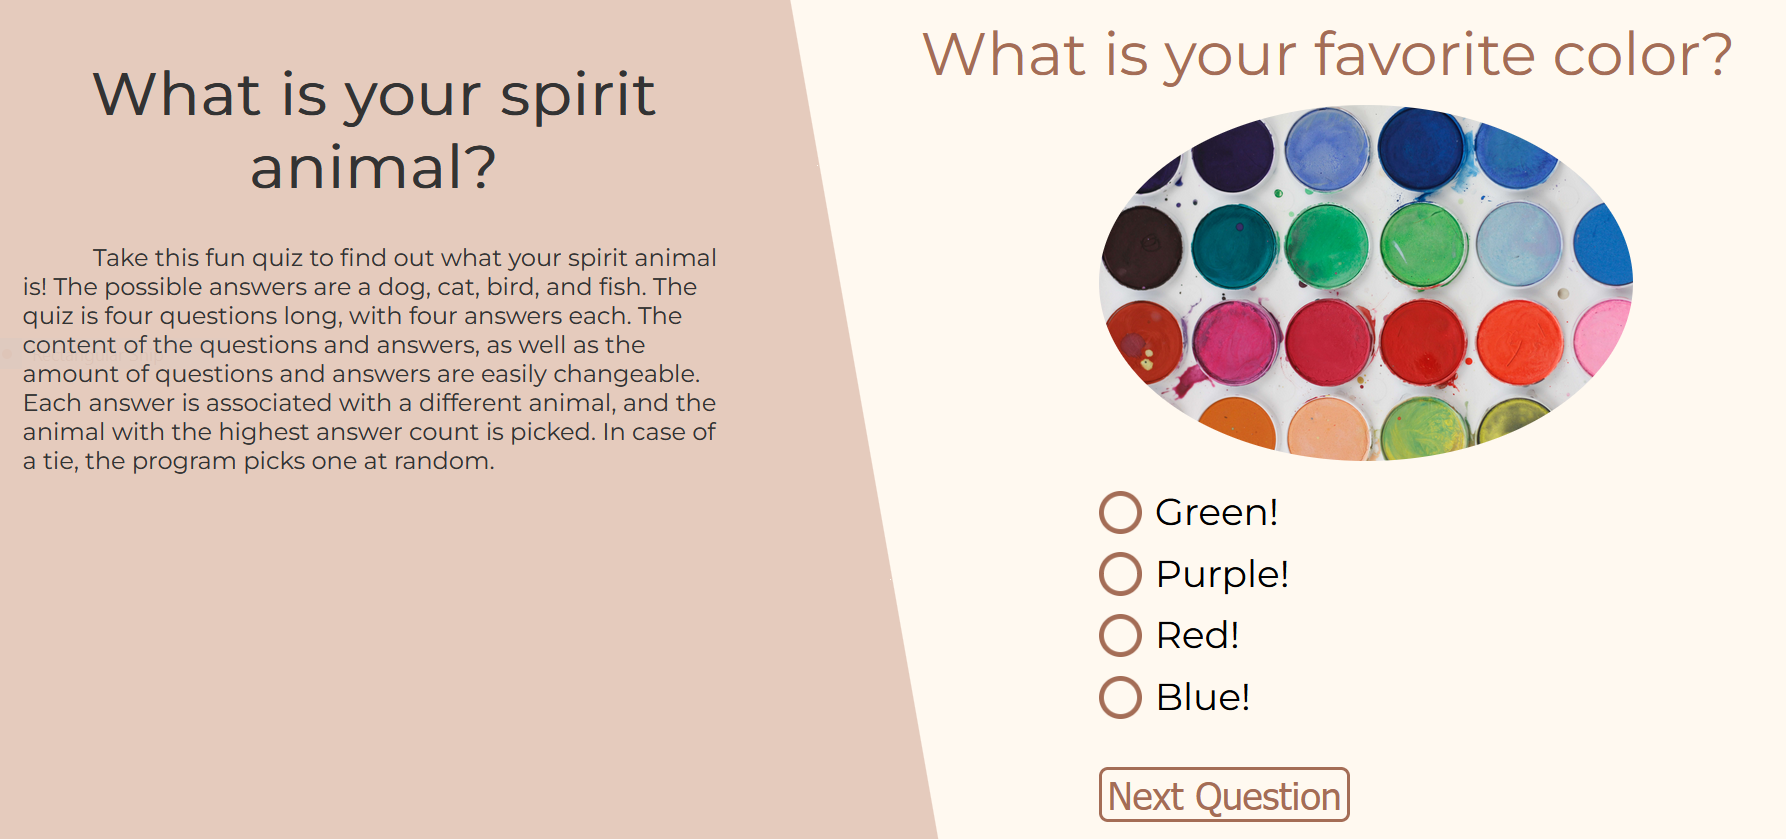 What is your spirit
animal?
Take this fun quiz to find out what your spirit animal
is! The possible answers are a dog, cat, bird, and fish. The
quiz is four questions long, with four answers each. The
content of the questions and answers, as well as the
amount of questions and answers are easily changeable.
Each answer is associated with a different animal, and the
animal with the highest answer count is picked. In case of
a tie, the program picks one at random.
What is your favorite color?
Green!
Purple!
Red!
Blue!
Next Question